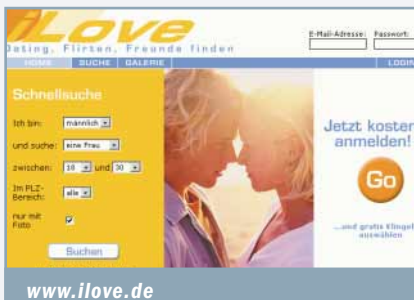 iLove
Dating, Flirten, Freunde finden
E-Mail-Adresse: Passwort:
HOME SUCHE GALERIE LOGIN
Schnellsuche
Ich bin: männlich
und suche: eine Frau
zwischen: 18 und 30
Im PLZ-
Bereich: alle
nur mit
Foto
Suchen
Jetzt kosten
anmelden!
Go
...und gratis Klingel
auswählen
www.ilove.de